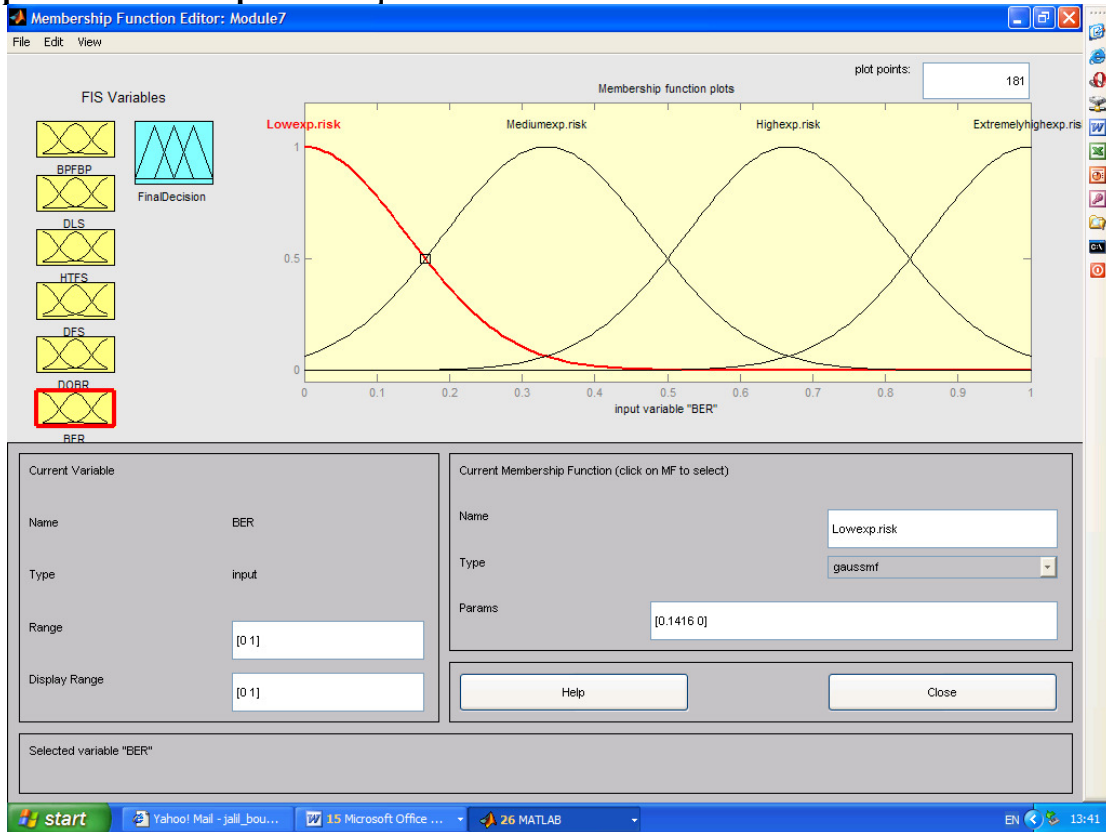 Membership Function Editor: Module7
File Edit View
FIS Variables
BPFBP
DLS
HTFS
DFS
DOBR
BER
FinalDecision
plot points:
181
Membership function plots
Lowexp.risk Mediumexp.risk Highexp.risk Extremelyhighexp.ris
1
0.5
0
0 0.1 0.2 0.3 0.4 0.5 0.6 0.7 0.8 0.9 1
input variable "BER"
Current Variable
Name BER
Type input
Range [0 1]
Display Range [0 1]
Current Membership Function (click on MF to select)
Name Lowexp.risk
Type gaussmf
Params [0.1416 0]
Help Close
Selected variable "BER"
start Yahoo! Mail - jalil_bou... 15 Microsoft Office ... 26 MATLAB EN 13:41